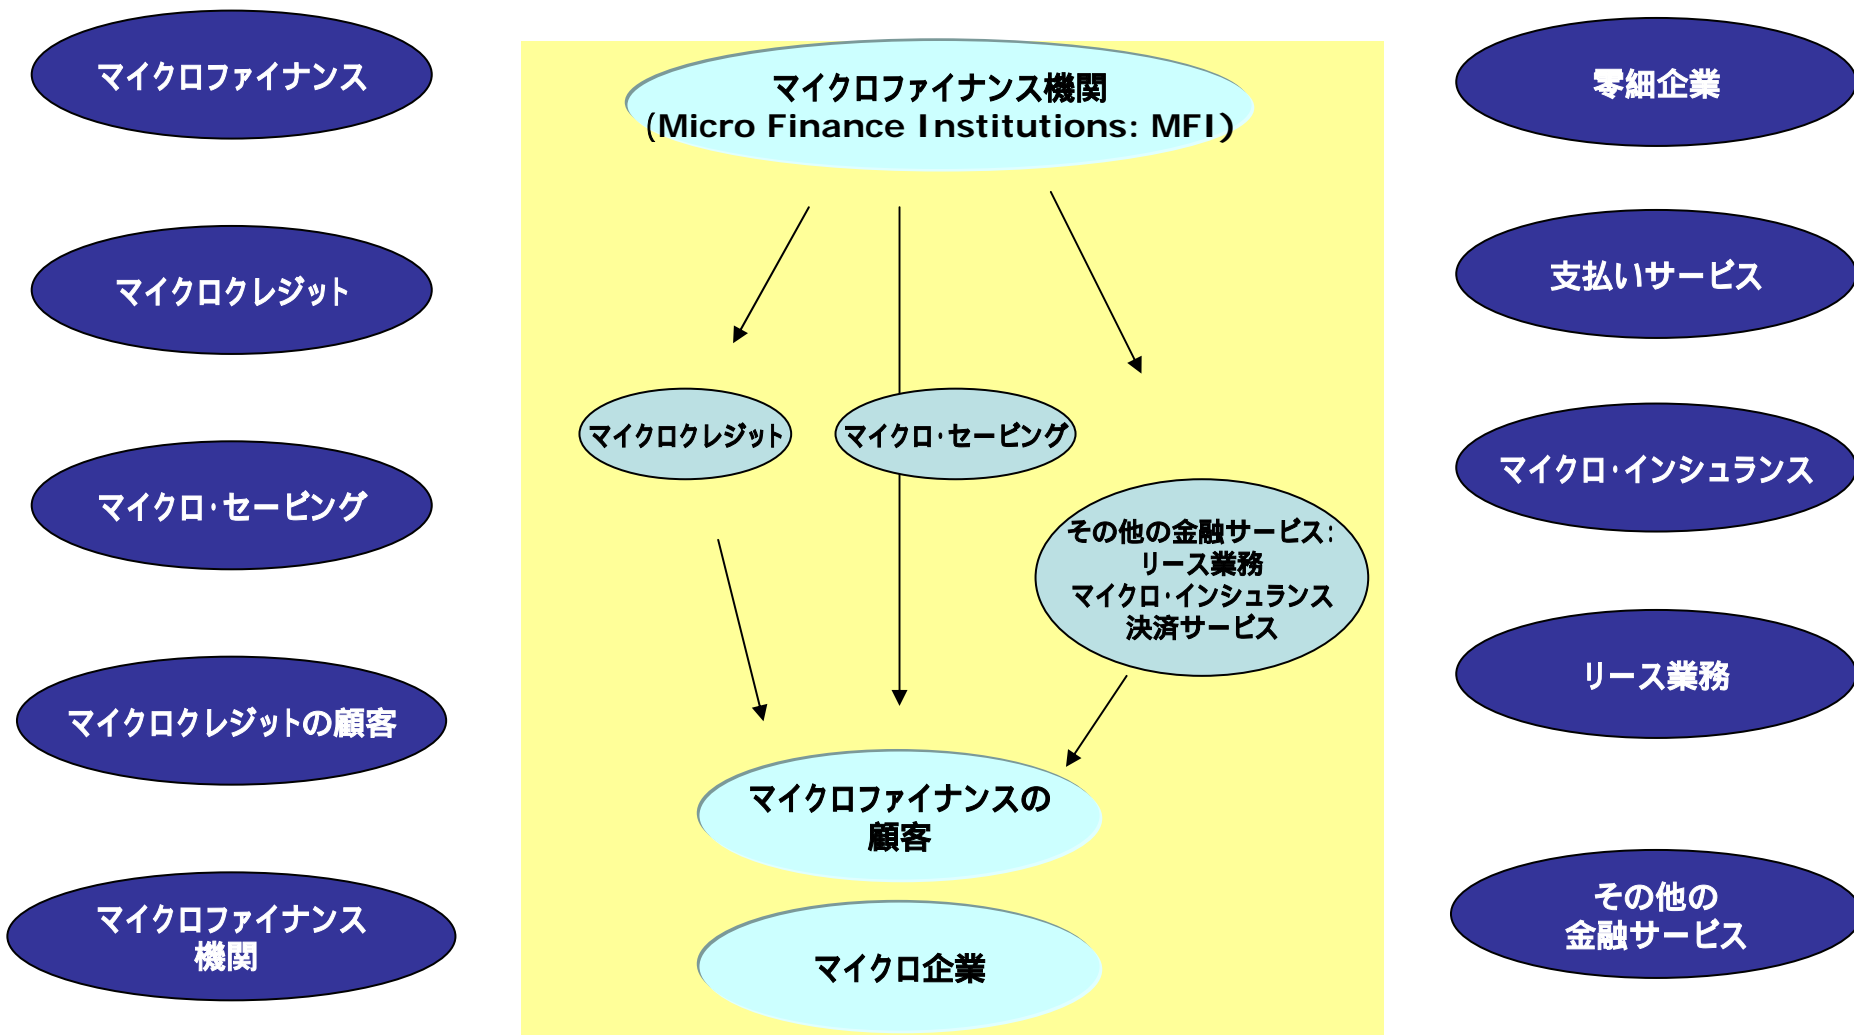 マイクロファイナンス
マイクロクレジット
マイクロ・セービング
マイクロクレジットの顧客
マイクロファイナンス
機関
マイクロファイナンス機関
(Micro Finance Institutions: MFI)
マイクロクレジット
マイクロ・セービング
その他の金融サービス:
リース業務
マイクロ・インシュランス
決済サービス
マイクロファイナンスの
顧客
マイクロ企業
零細企業
支払いサービス
マイクロ・インシュランス
リース業務
その他の
金融サービス